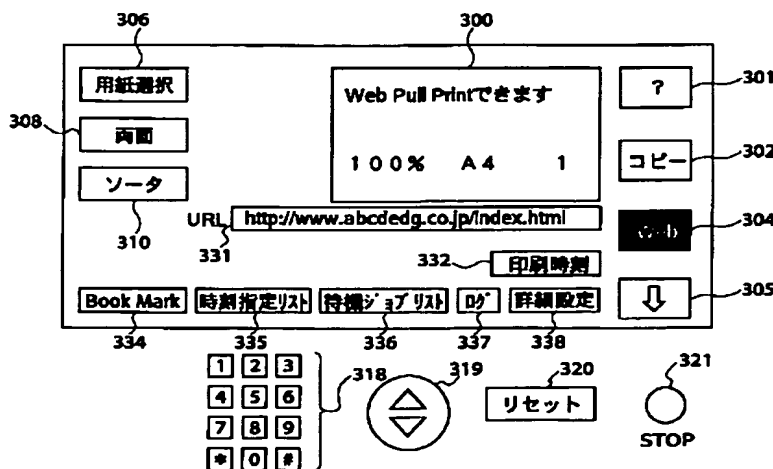 306 300
用紙選択 Web Pull Printできます ? 301
308 両面
100% A4 1 コピー 302
ソータ
310 URL http://www.abcdedg.co.jp/index.html 304
331 332 印刷時刻
Book Mark 時刻指定リスト 待機ジョブリスト ログ 詳細設定 ⇩ 305
334 335 336 337 338
1 2 3 318 319 320 321
4 5 6 リセット
7 8 9
* 0 # STOP